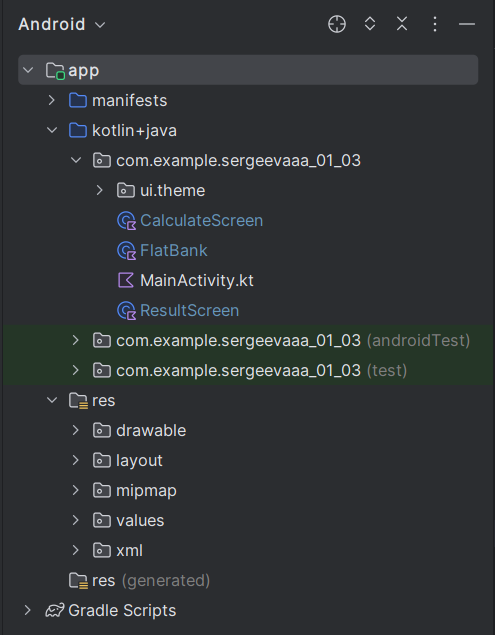 Android
app
manifests
kotlin+java
com.example.sergeevaaa_01_03
ui.theme
CalculateScreen
FlatBank
MainActivity.kt
ResultScreen
com.example.sergeevaaa_01_03 (androidTest)
com.example.sergeevaaa_01_03 (test)
res
drawable
layout
mipmap
values
xml
res (generated)
Gradle Scripts